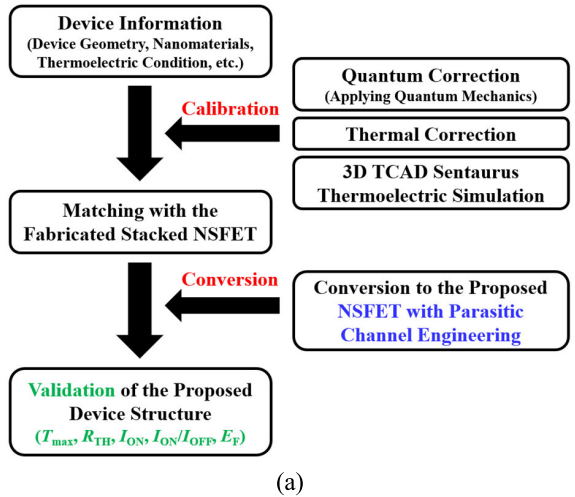 Device Information
(Device Geometry, Nanomaterials,
Thermoelectric Condition, etc.)
Calibration
Quantum Correction
(Applying Quantum Mechanics)
Thermal Correction
3D TCAD Sentaurus
Thermoelectric Simulation
Matching with the
Fabricated Stacked NSFET
Conversion
Conversion to the Proposed
NSFET with Parasitic
Channel Engineering
Validation of the Proposed
Device Structure
(Tmax, RTH, ION, ION/IOFF, EF)
(a)